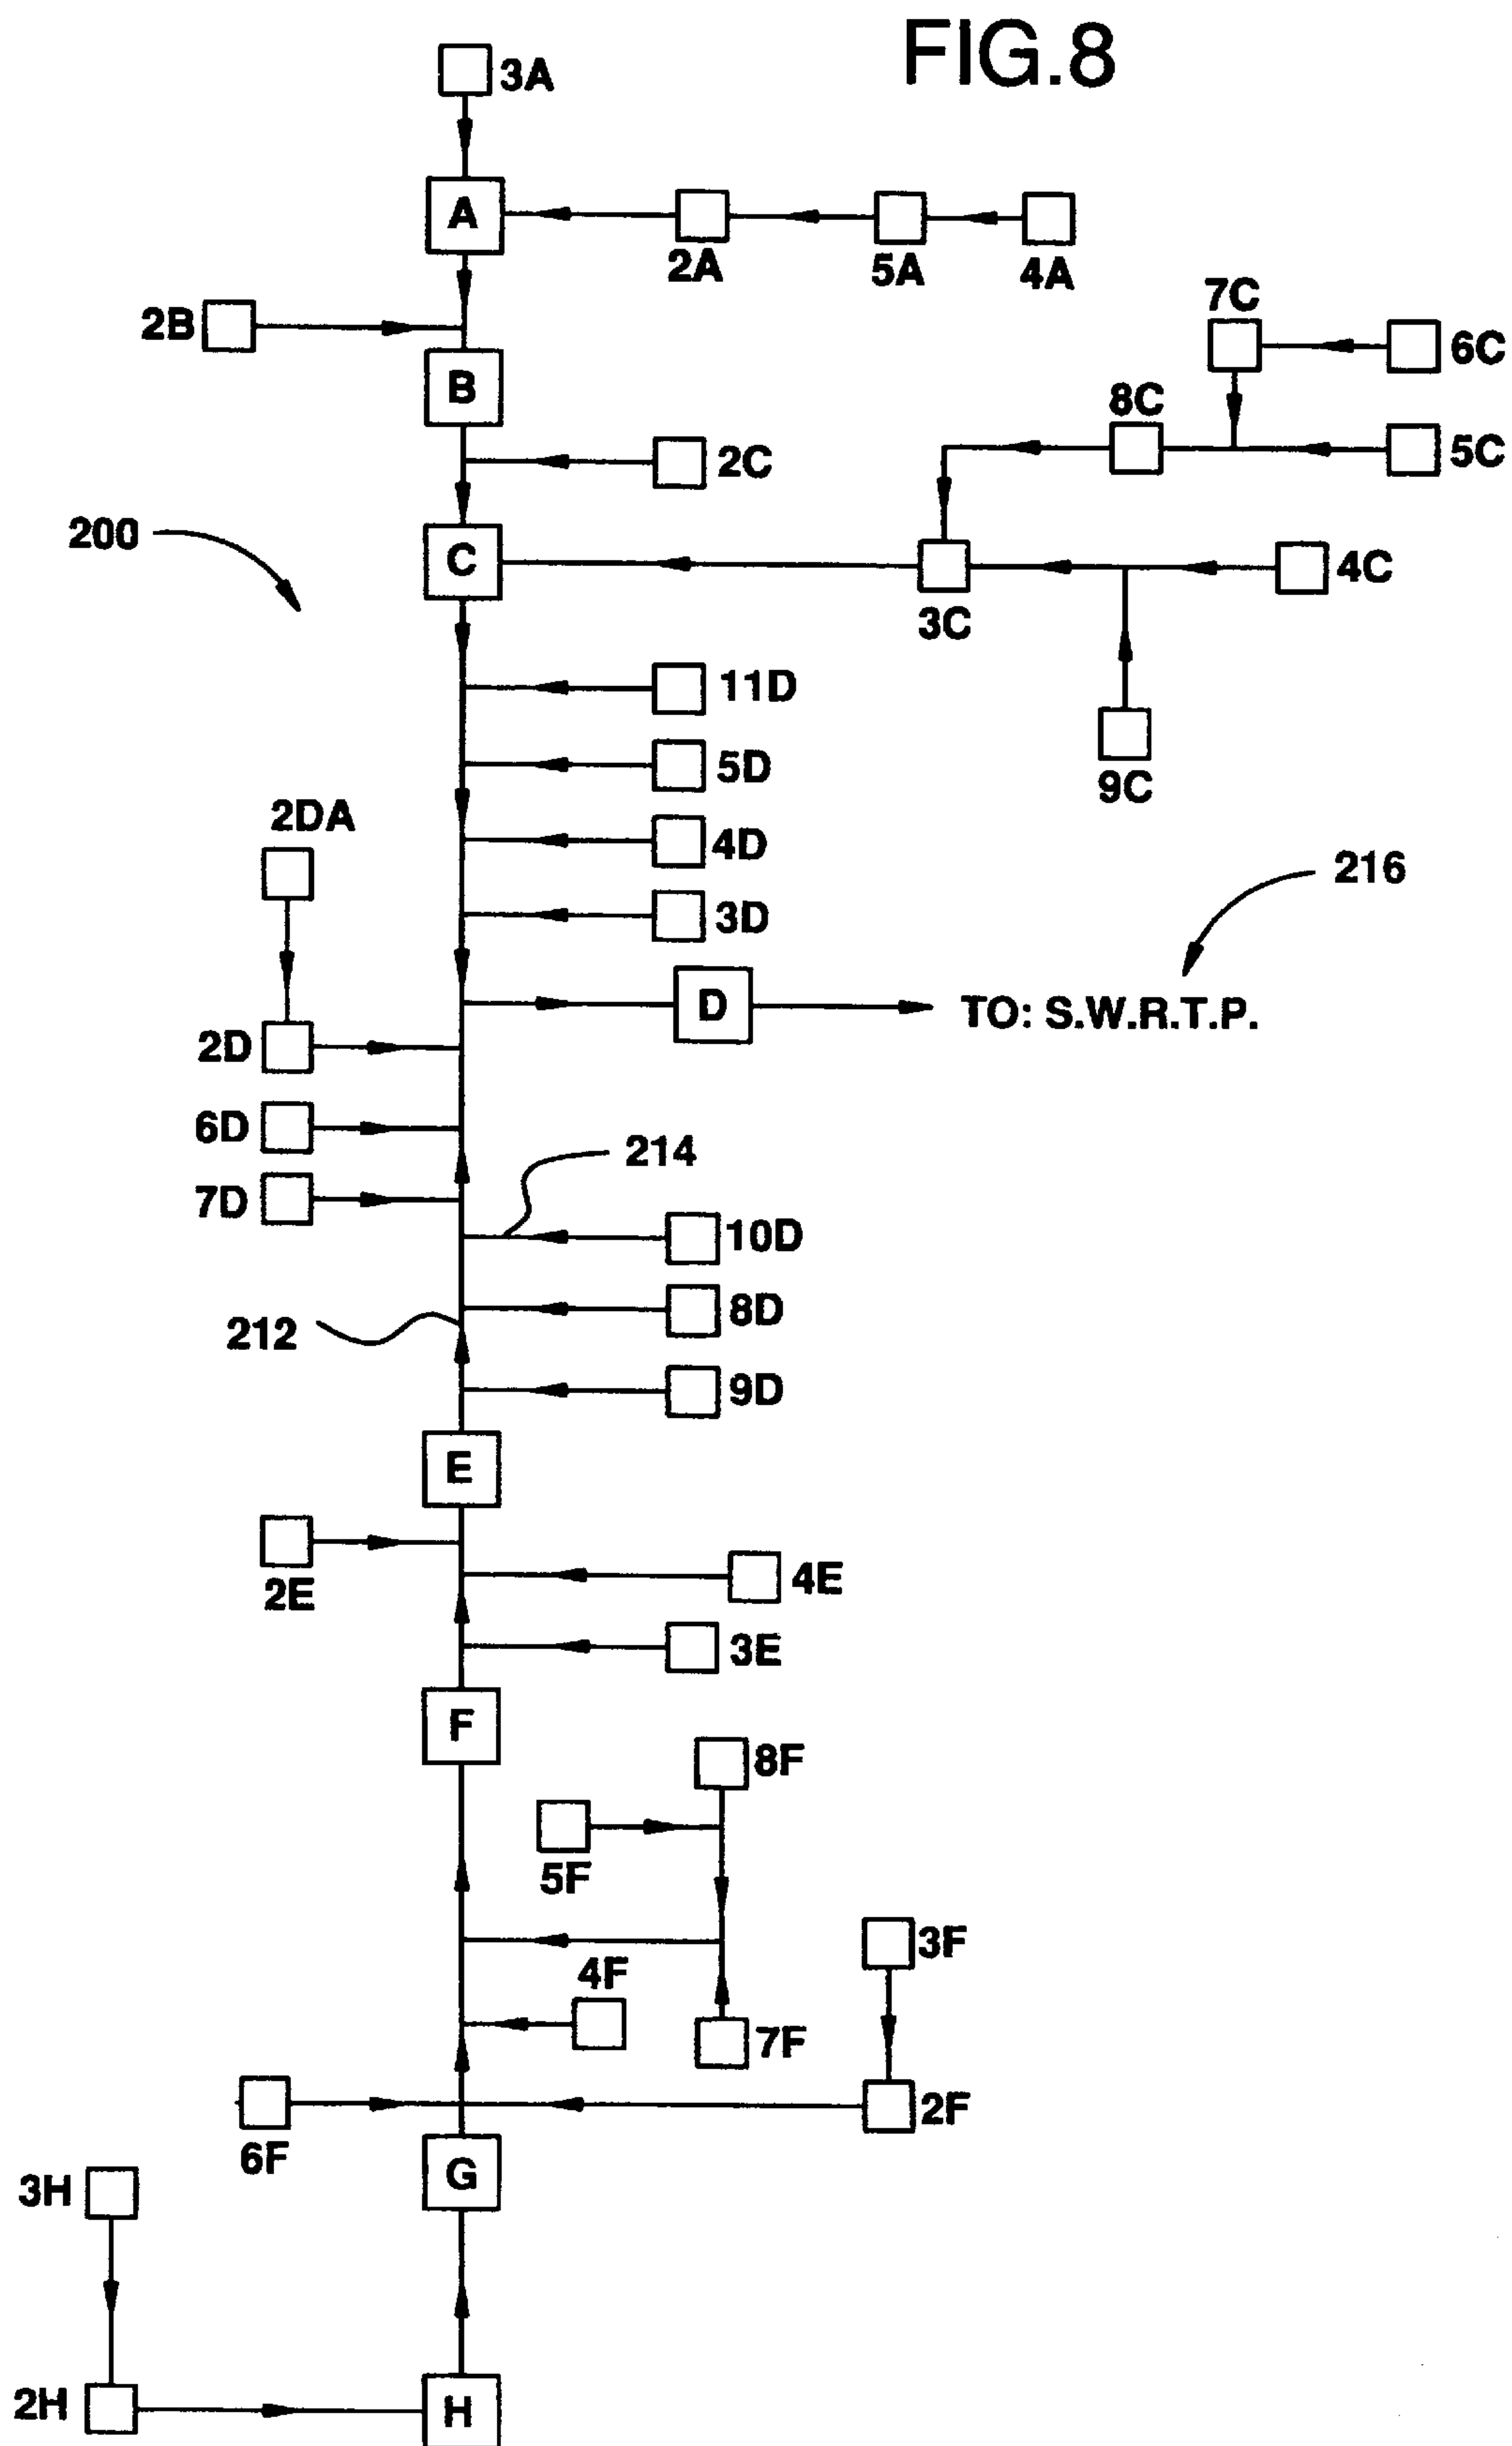 FIG.8
3A
A
2A
5A
4A
7C
2B
6C
B
8C
2C
5C
200
C
4C
3C
11D
5D
9C
2DA
4D
216
3D
D
TO: S.W.R.T.P.
2D
6D
214
7D
10D
8D
212
9D
E
4E
2E
3E
F
8F
5F
3F
4F
7F
2F
6F
G
3H
2H
H